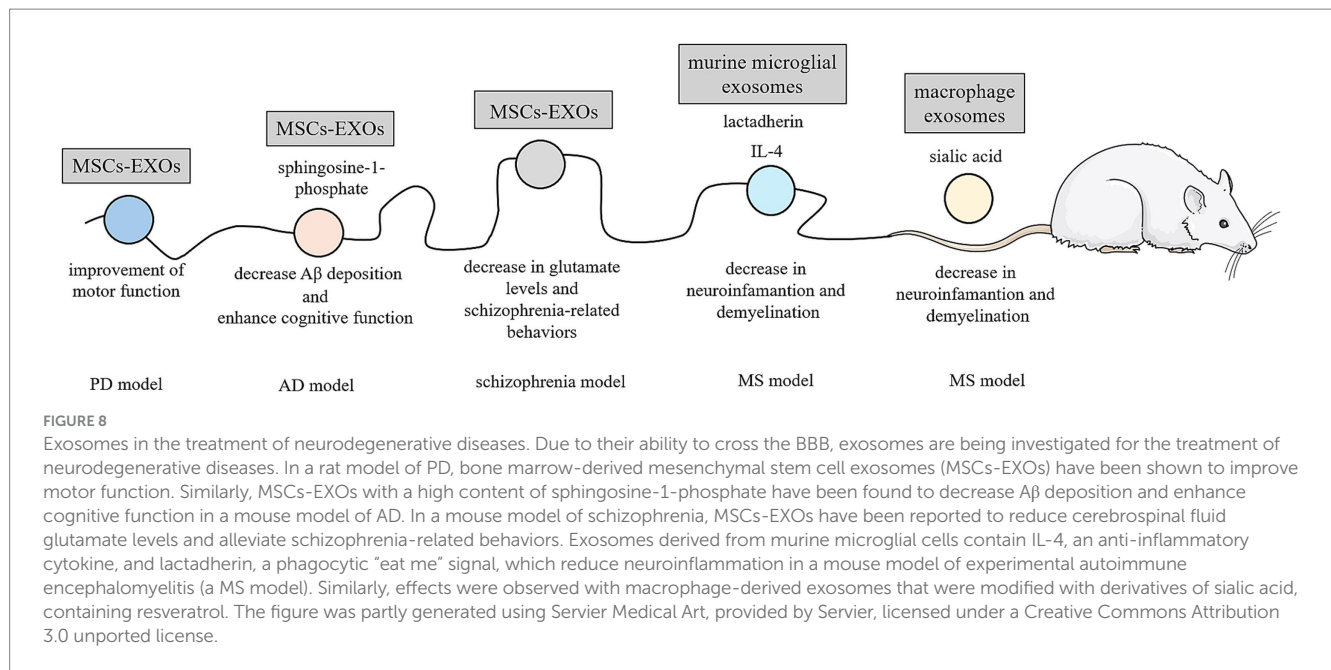 MSCs-EXOs
improvement of
motor function
PD model
MSCs-EXOs
sphingosine-1-
phosphate
decrease Aβ deposition
and
enhance cognitive function
AD model
MSCs-EXOs
decrease in glutamate
levels and
schizophrenia-related
behaviors
schizophrenia model
murine microglial
exosomes
lactadherin
IL-4
decrease in
neuroinfamantion and
demyelination
MS model
macrophage
exosomes
sialic acid
decrease in
neuroinfamantion and
demyelination
MS model
FIGURE 8
Exosomes in the treatment of neurodegenerative diseases. Due to their ability to cross the BBB, exosomes are being investigated for the treatment of
neurodegenerative diseases. In a rat model of PD, bone marrow-derived mesenchymal stem cell exosomes (MSCs-EXOs) have been shown to improve
motor function. Similarly, MSCs-EXOs with a high content of sphingosine-1-phosphate have been found to decrease Aβ deposition and enhance
cognitive function in a mouse model of AD. In a mouse model of schizophrenia, MSCs-EXOs have been reported to reduce cerebrospinal fluid
glutamate levels and alleviate schizophrenia-related behaviors. Exosomes derived from murine microglial cells contain IL-4, an anti-inflammatory
cytokine, and lactadherin, a phagocytic “eat me” signal, which reduce neuroinflammation in a mouse model of experimental autoimmune
encephalomyelitis (a MS model). Similarly, effects were observed with macrophage-derived exosomes that were modified with derivatives of sialic acid,
containing resveratrol. The figure was partly generated using Servier Medical Art, provided by Servier, licensed under a Creative Commons Attribution
3.0 unported license.